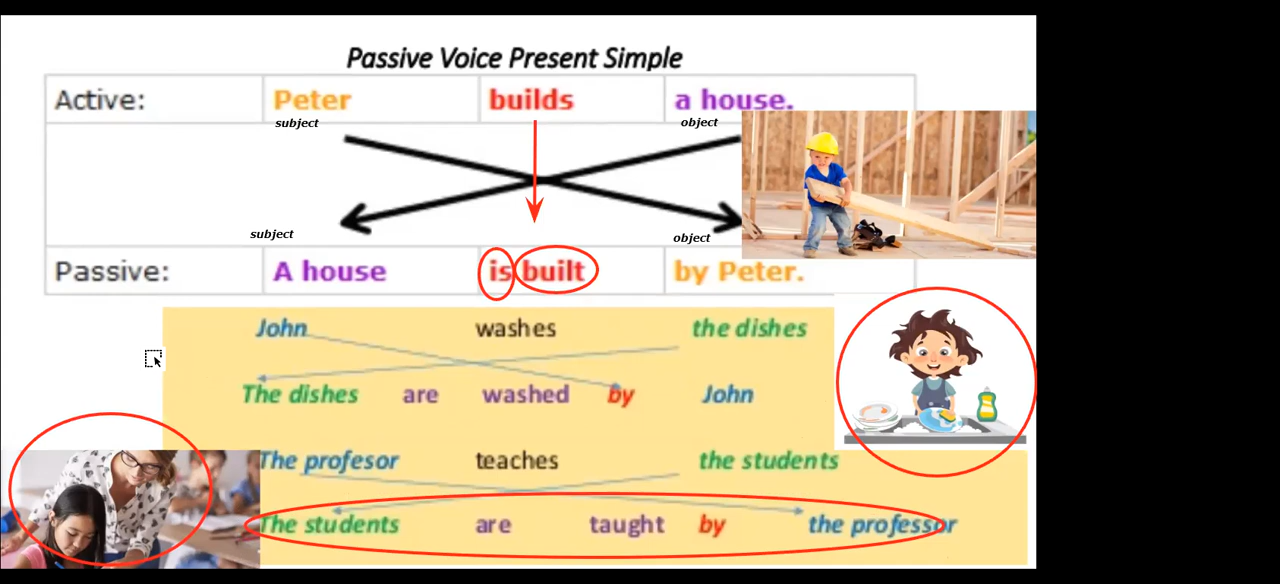 Passive Voice Present Simple
Active: Peter builds a house.
subject object
subject object
Passive: A house is built by Peter.
John washes the dishes
The dishes are washed by John
The profesor teaches the students
The students are taught by the professor